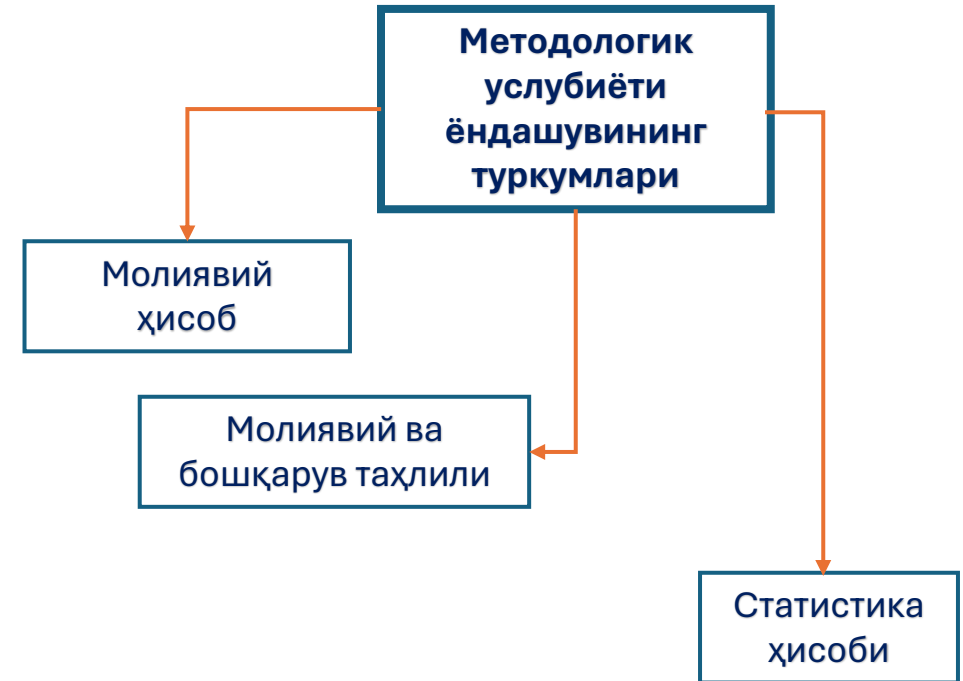 Методологик
услубиёти
ёндашувининг
туркумлари
Молиявий
ҳисоб
Молиявий ва
бошқарув таҳлили
Статистика
ҳисоби